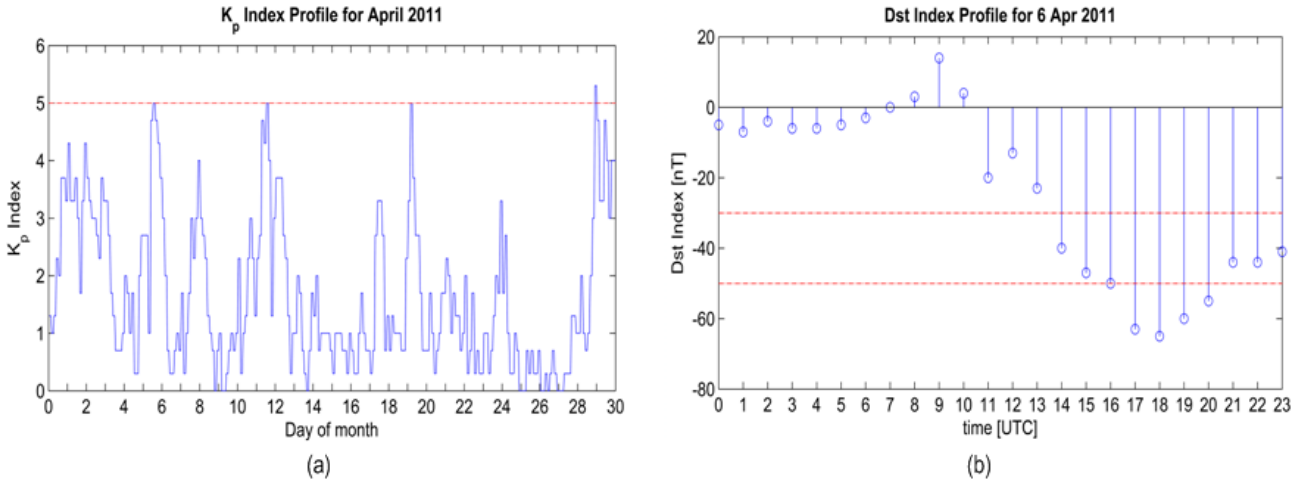 K_p Index Profile for April 2011
6
5
4
3
2
1
0
K_p Index
0 2 4 6 8 10 12 14 16 18 20 22 24 26 28 30
Day of month
(a)
Dst Index Profile for 6 Apr 2011
20
0
-20
-40
-60
-80
Dst Index [nT]
0 1 2 3 4 5 6 7 8 9 10 11 12 13 14 15 16 17 18 19 20 21 22 23
time [UTC]
(b)